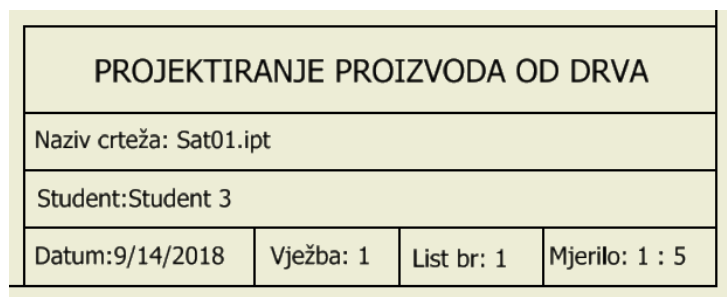 PROJEKTIRANJE PROIZVODA OD DRVA
Naziv crteža: Sat01.ipt
Student:Student 3
Datum:9/14/2018 Vježba: 1 List br: 1 Mjerilo: 1 : 5